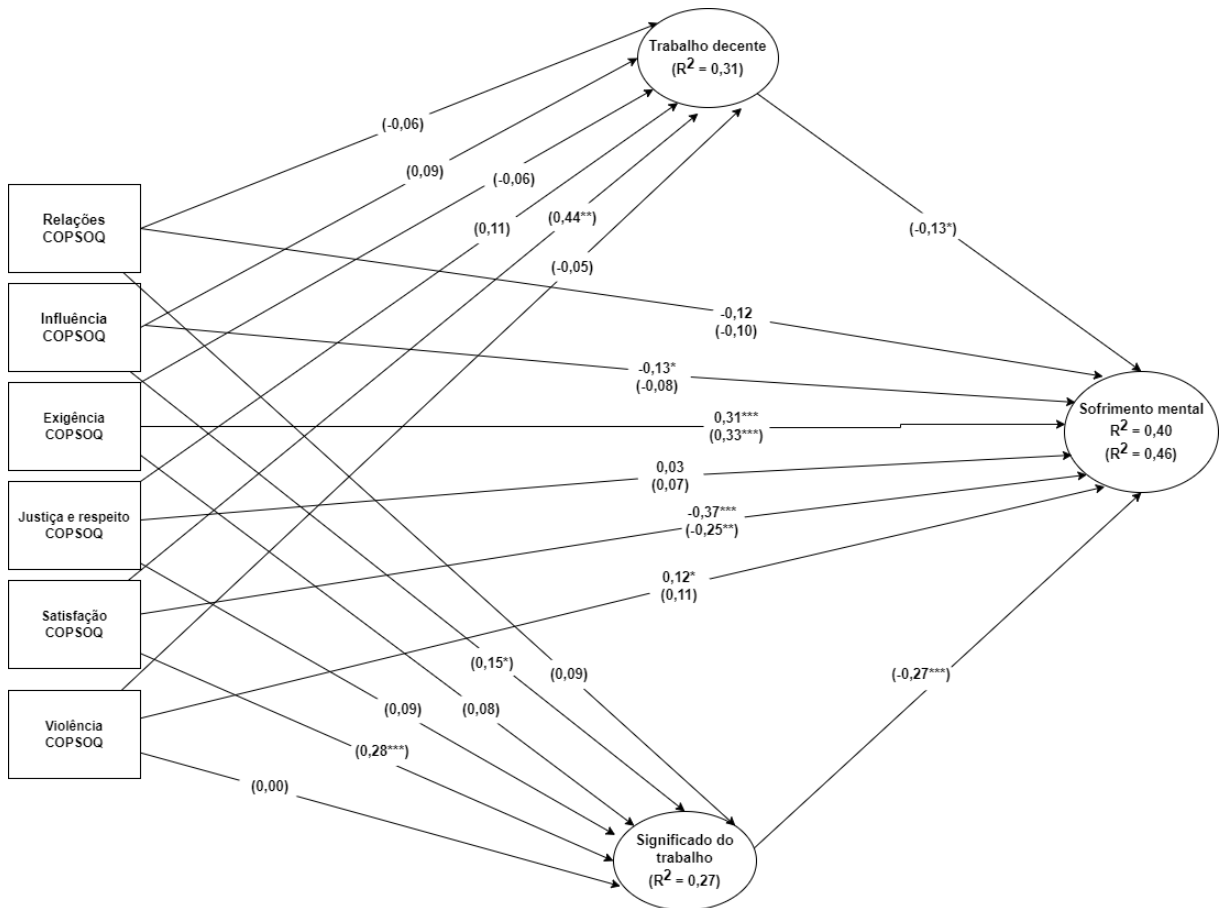 Trabalho decente
(R² = 0,31)
(-0,06)
(0,09)
(-0,06)
(0,11)
(0,44**)
(-0,05)
(-0,13*)
Relações
COPSOQ
Influência
COPSOQ
Exigência
COPSOQ
Justiça e respeito
COPSOQ
Satisfação
COPSOQ
Violência
COPSOQ
-0,12
(-0,10)
-0,13*
(-0,08)
0,31***
(0,33***)
0,03
(0,07)
-0,37***
(-0,25**)
0,12*
(0,11)
Sofrimento mental
R² = 0,40
(R² = 0,46)
(0,15*)
(0,09)
(-0,27***)
(0,09)
(0,08)
(0,28***)
(0,00)
Significado do
trabalho
(R² = 0,27)